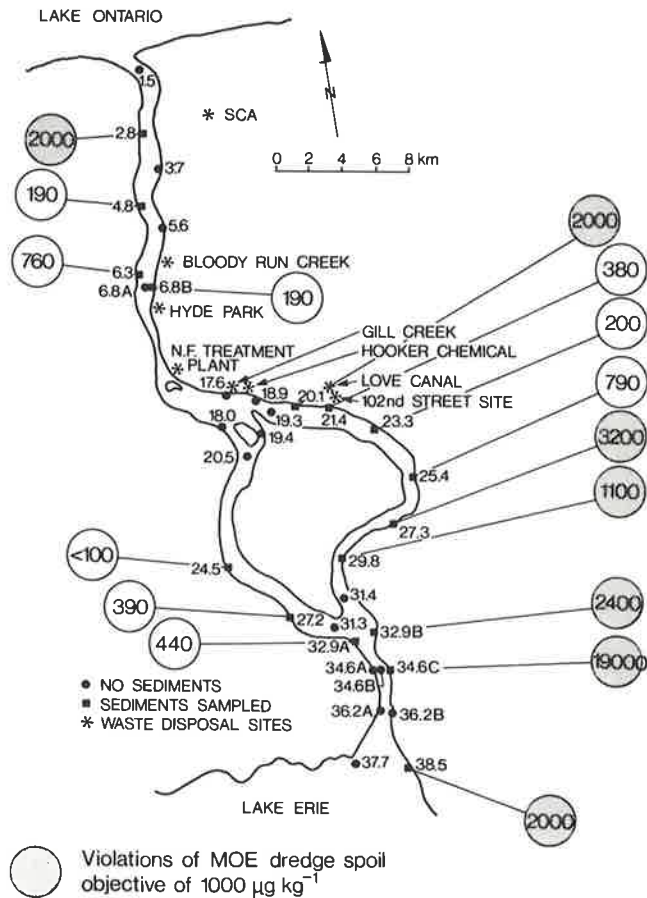 LAKE ONTARIO
1.5
* SCA
N
2000
2.8
0 2 4 6 8 km
3.7
190
4.8
2000
5.6
760
* BLOODY RUN CREEK
380
6.3
6.8A
6.8B
190
* HYDE PARK
GILL CREEK
200
N.F. TREATMENT
* PLANT
HOOKER CHEMICAL
17.6
* LOVE CANAL
18.9
20.1
* 102nd STREET SITE
790
19.3
21.4
23.3
18.0
19.4
3200
20.5
25.4
1100
27.3
<100
29.8
24.5
31.4
2400
390
27.2
31.3
32.9B
440
32.9A
19000
34.6A
34.6C
● NO SEDIMENTS
34.6B
■ SEDIMENTS SAMPLED
36.2A
36.2B
* WASTE DISPOSAL SITES
37.7
38.5
LAKE ERIE
2000
Violations of MOE dredge spoil
objective of 1000 µg kg⁻¹